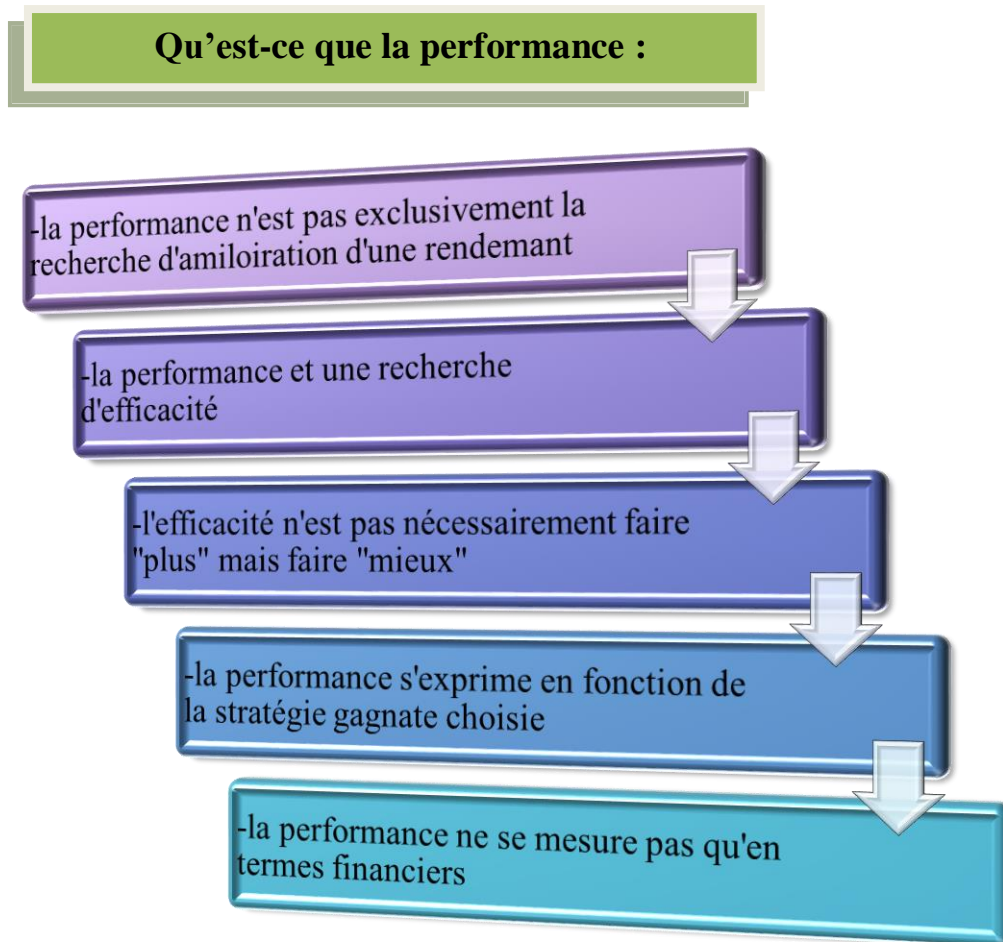 Qu’est-ce que la performance :
-la performance n'est pas exclusivement la
recherche d'amiloiration d'une rendemant
-la performance et une recherche
d'efficacité
-l'efficacité n'est pas nécessairement faire
"plus" mais faire "mieux"
-la performance s'exprime en fonction de
la stratégie gagnate choisie
-la performance ne se mesure pas qu'en
termes financiers